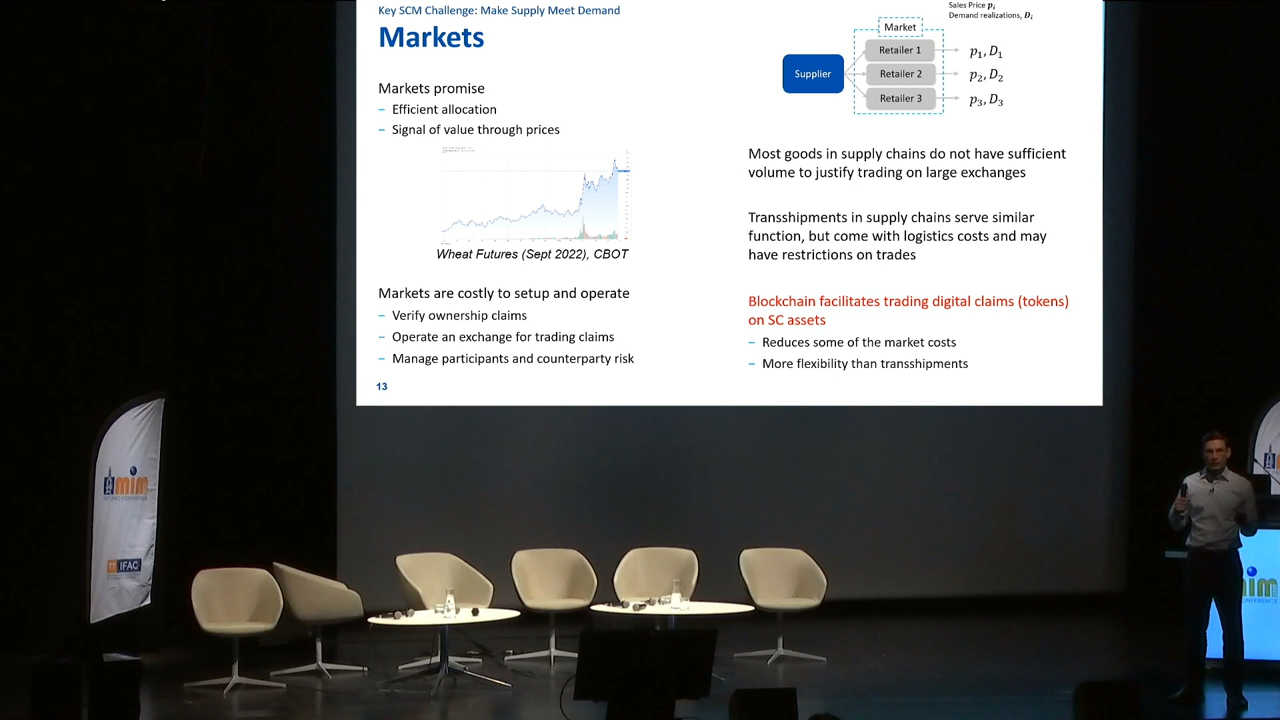 Key SCM Challenge: Make Supply Meet Demand
Markets
Markets promise
– Efficient allocation
– Signal of value through prices
Wheat Futures (Sept 2022), CBOT
Markets are costly to setup and operate
– Verify ownership claims
– Operate an exchange for trading claims
– Manage participants and counterparty risk
13
Sales Price pᵢ
Demand realizations, Dᵢ
Market
Supplier
Retailer 1
p₁, D₁
Retailer 2
p₂, D₂
Retailer 3
p₃, D₃
Most goods in supply chains do not have sufficient
volume to justify trading on large exchanges
Transshipments in supply chains serve similar
function, but come with logistics costs and may
have restrictions on trades
Blockchain facilitates trading digital claims (tokens)
on SC assets
– Reduces some of the market costs
– More flexibility than transshipments
mim
IFAC
im